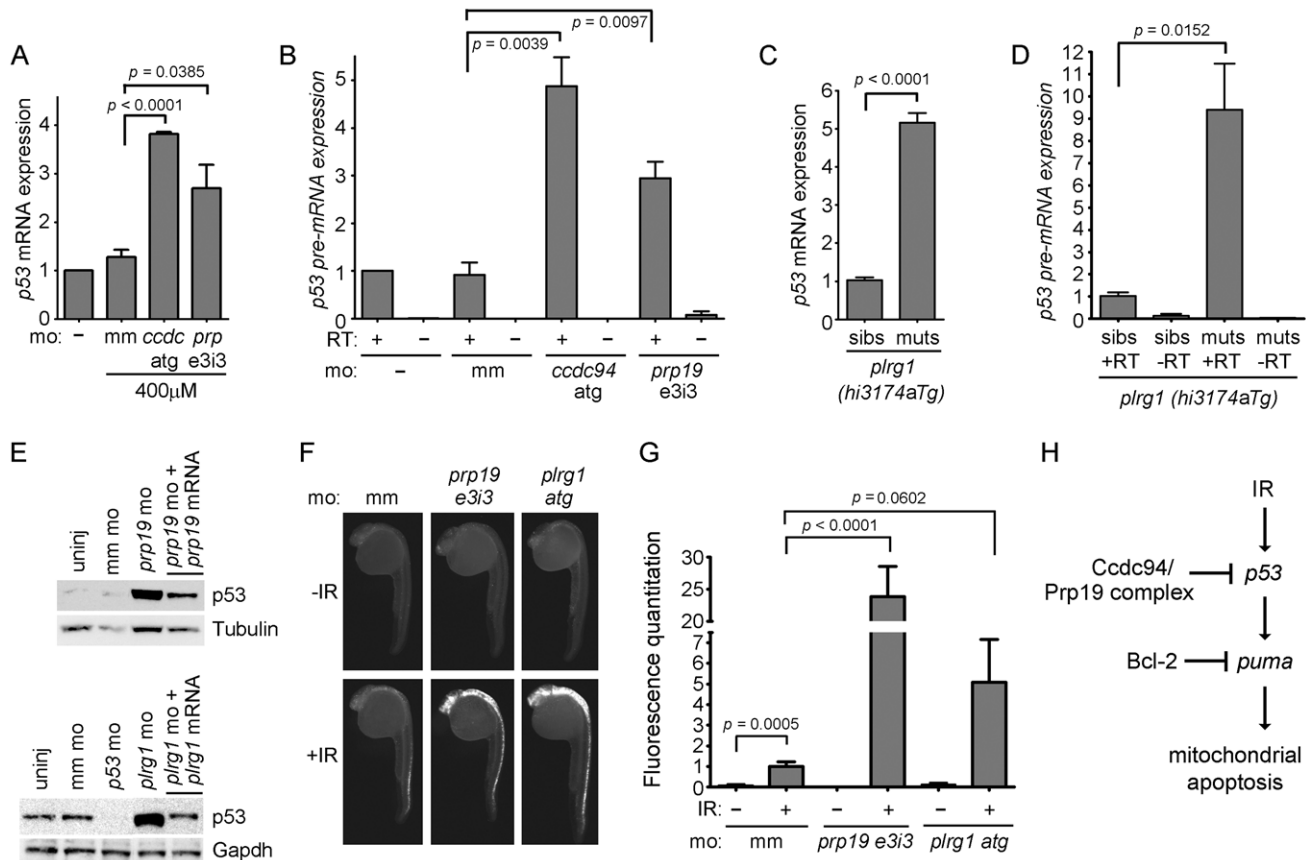 A
p53 mRNA expression
4
3
2
1
0
p = 0.0385
p < 0.0001
mo: – mm ccdc prp
atg e3i3
400µM
B
p53 pre-mRNA expression
5
4
3
2
1
0
p = 0.0097
p = 0.0039
RT: + – + – + – + –
mo: – mm ccdc94 prp19
atg e3i3
C
p53 mRNA expression
6
5
4
3
2
1
0
p <0.0001
sibs muts
plrg1
(hi3174aTg)
D
p53 pre-mRNA expression
12
11
10
9
8
7
6
5
4
3
2
1
0
p = 0.0152
sibs sibs muts muts
+RT -RT +RT -RT
plrg1 (hi3174aTg)
E
uninj
mm mo
prp19 mo
prp19 mo +
prp19 mRNA
p53
Tubulin
uninj
mm mo
p53 mo
plrg1 mo
plrg1 mo +
plrg1 mRNA
p53
Gapdh
F
prp19 plrg1
mo: mm e3i3 atg
-IR
+IR
G
Fluorescence quantitation
30
25
20
15
10
7
6
5
4
3
2
1
0
p = 0.0602
p < 0.0001
p = 0.0005
IR: – + – + – +
mo: mm prp19 e3i3 plrg1 atg
H
IR
Ccdc94/
Prp19 complex
p53
Bcl-2
puma
mitochondrial
apoptosis